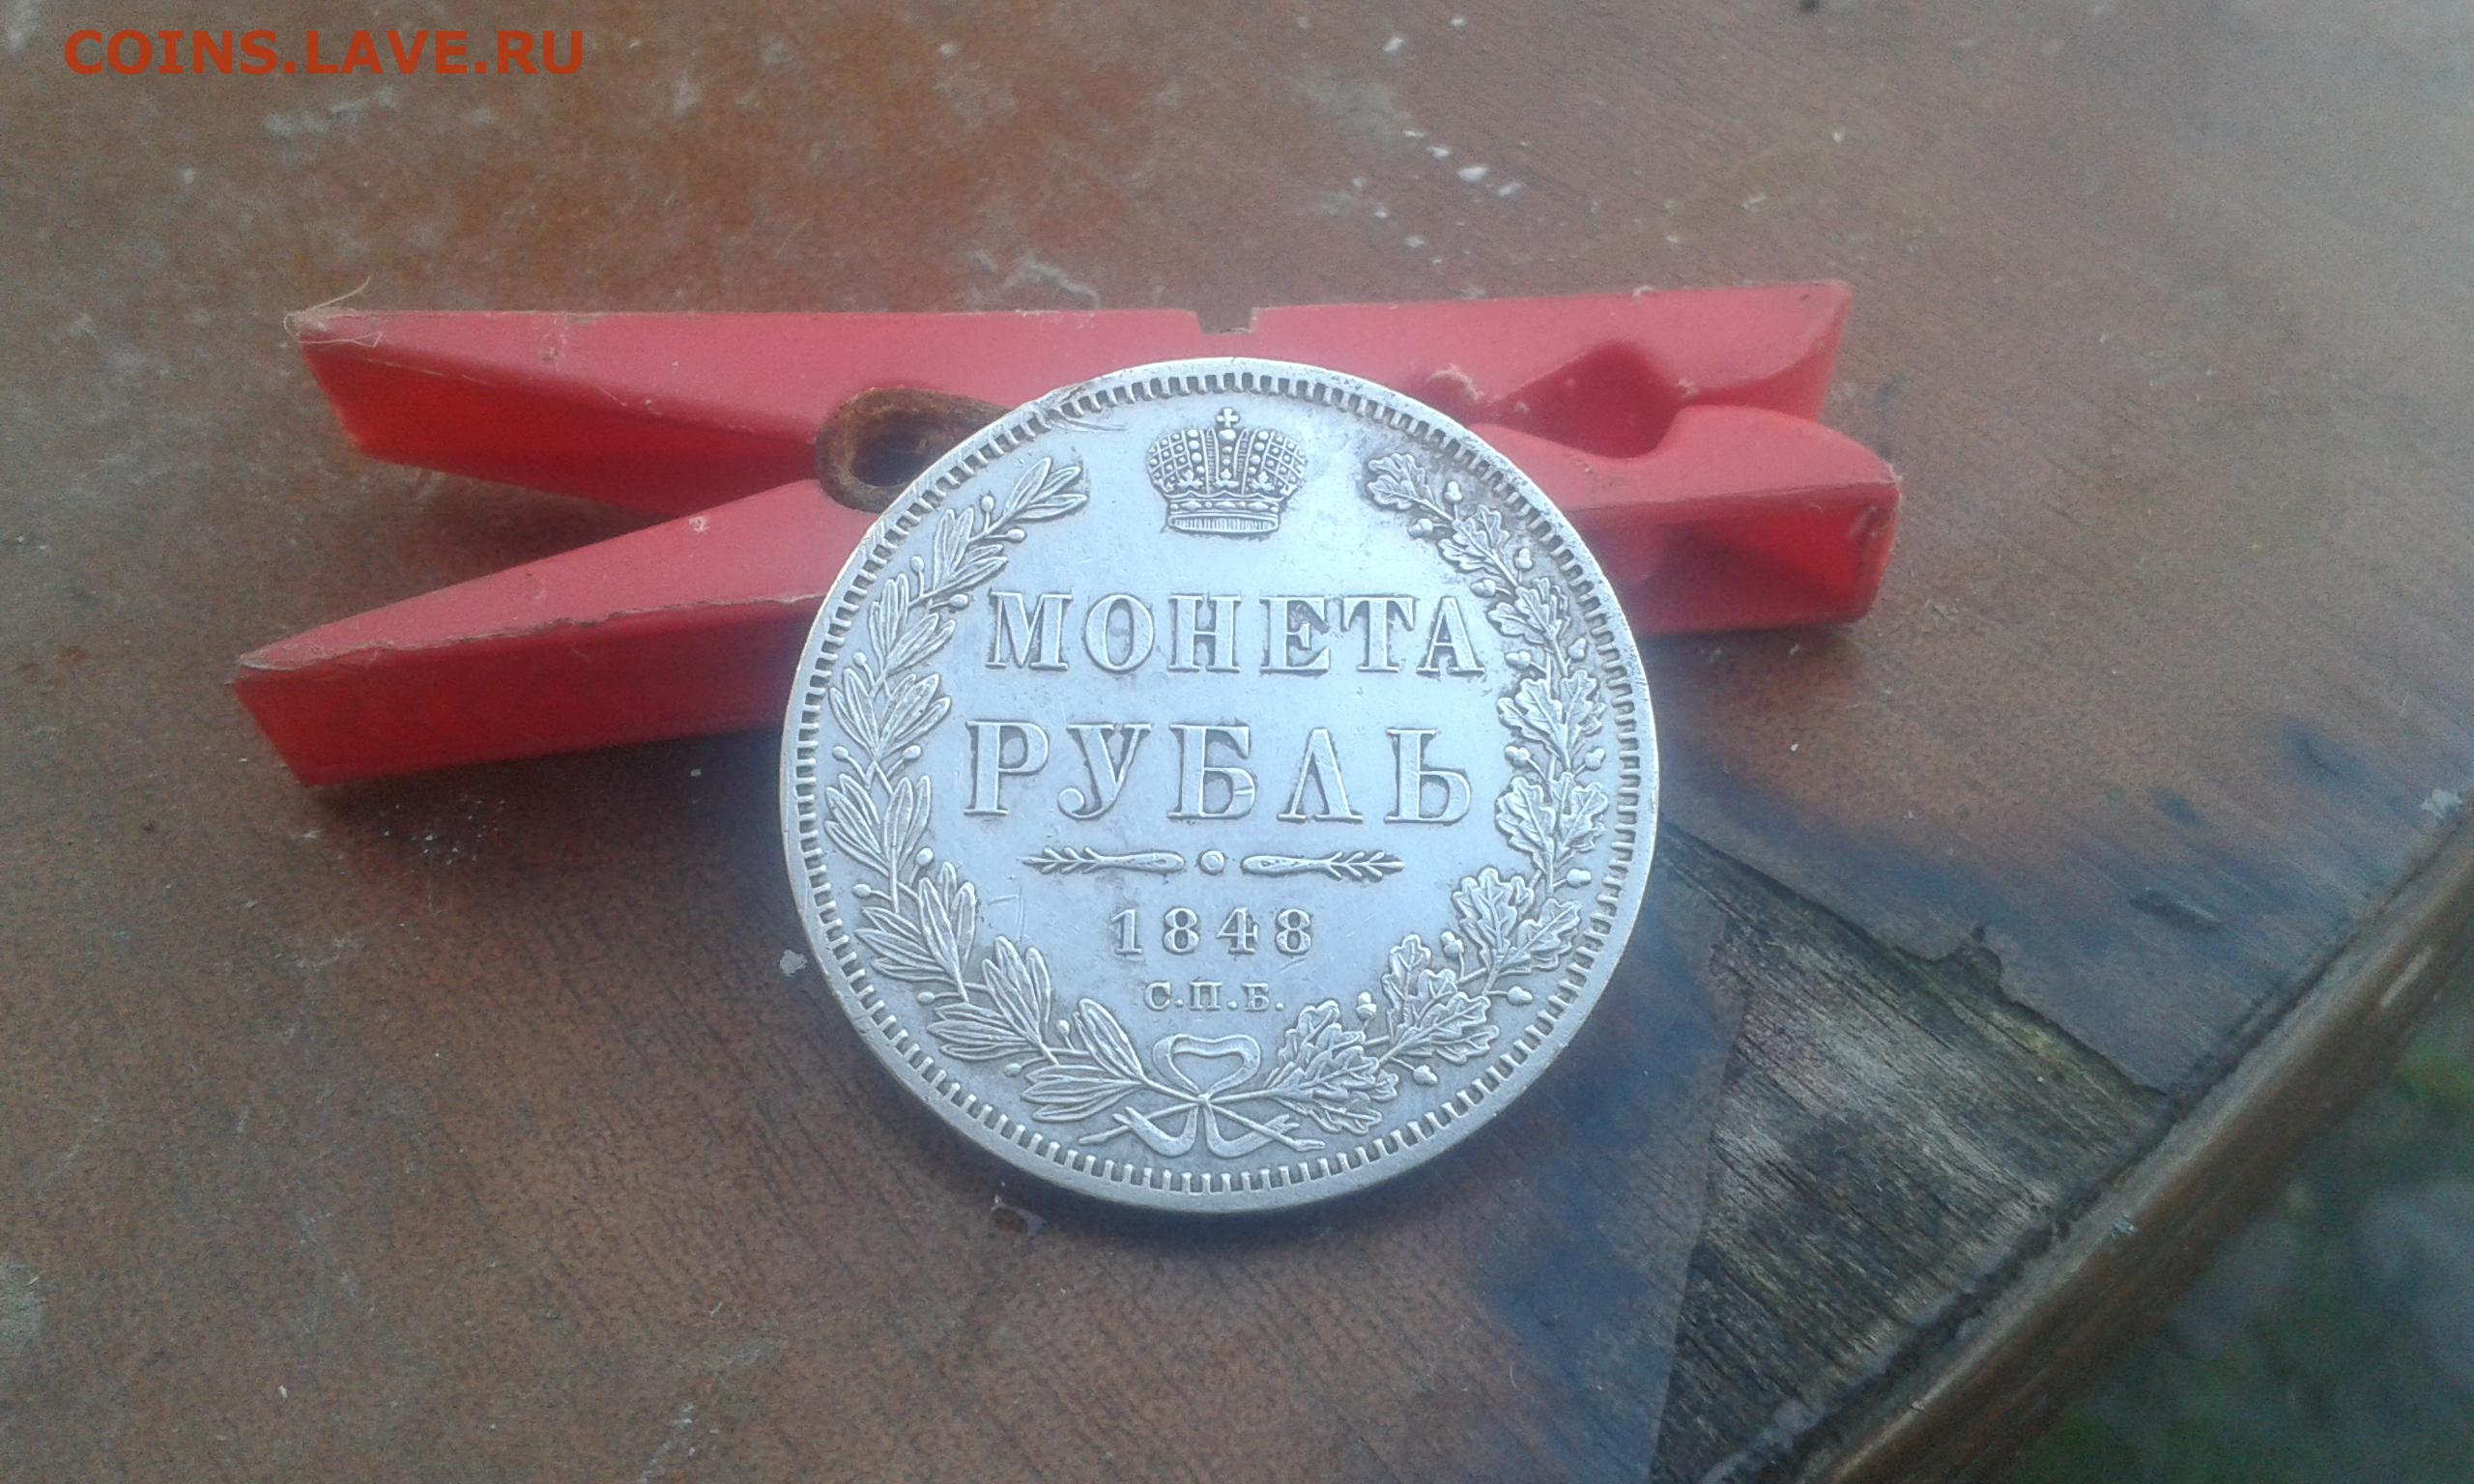 COINS.LAVE.RU
МОНЕТА
РУБЛЬ
1848
С.П.Б.